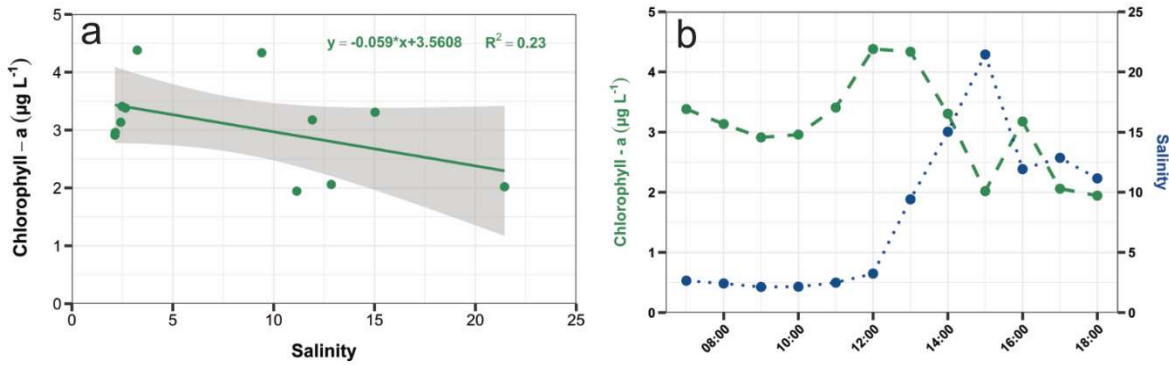 a
y = -0.059*x+3.5608 R² = 0.23
Chlorophyll – a (µg L⁻¹)
5
4
3
2
1
0
0 5 10 15 20 25
Salinity
b
Chlorophyll - a (µg L⁻¹)
5
4
3
2
1
0
25
20
15
10
5
0
Salinity
08:00 10:00 12:00 14:00 16:00 18:00